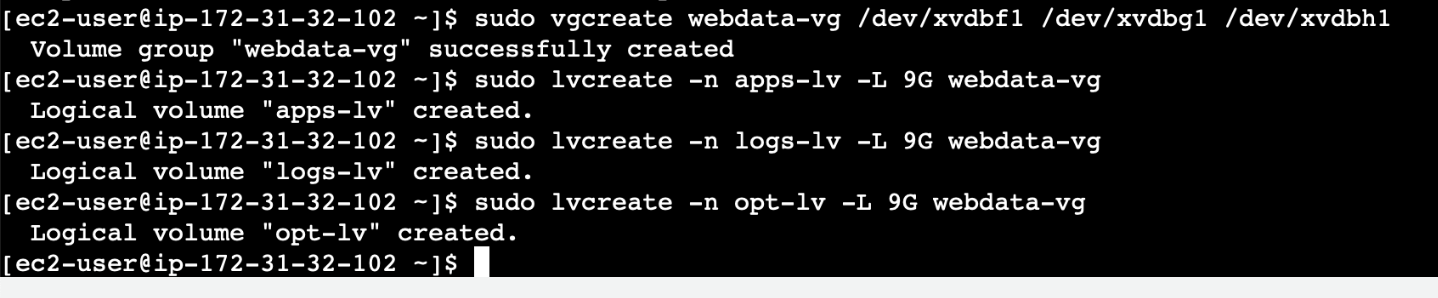 [ec2-user@ip-172-31-32-102 ~]$ sudo vgcreate webdata-vg /dev/xvdbf1 /dev/xvdbg1 /dev/xvdbh1
  Volume group "webdata-vg" successfully created
[ec2-user@ip-172-31-32-102 ~]$ sudo lvcreate -n apps-lv -L 9G webdata-vg
  Logical volume "apps-lv" created.
[ec2-user@ip-172-31-32-102 ~]$ sudo lvcreate -n logs-lv -L 9G webdata-vg
  Logical volume "logs-lv" created.
[ec2-user@ip-172-31-32-102 ~]$ sudo lvcreate -n opt-lv -L 9G webdata-vg
  Logical volume "opt-lv" created.
[ec2-user@ip-172-31-32-102 ~]$